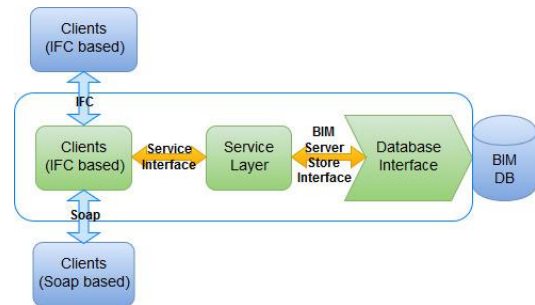 Clients
(IFC based)
IFC
Clients
(IFC based)
Service
Interface
Service
Layer
BIM
Server
Store
Interface
Database
Interface
BIM
DB
Soap
Clients
(Soap based)